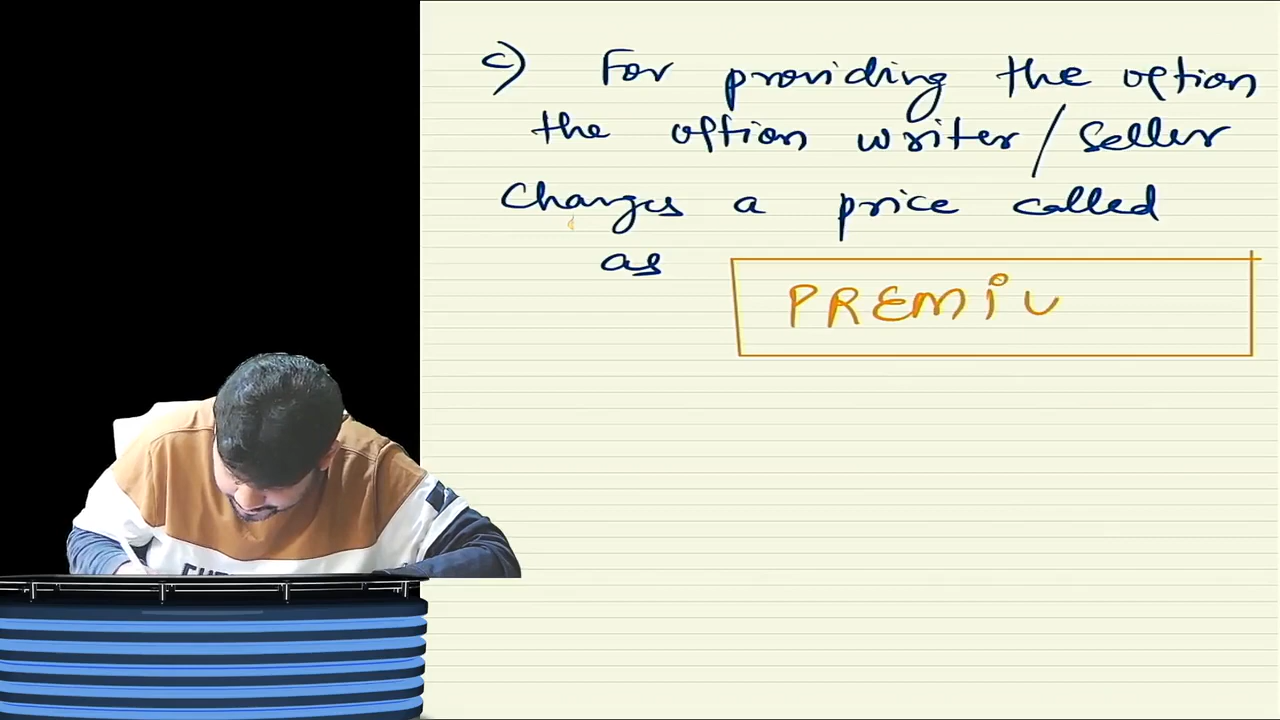 c) For providing the option
the option writer/seller
Charges a price called
as PREMIU